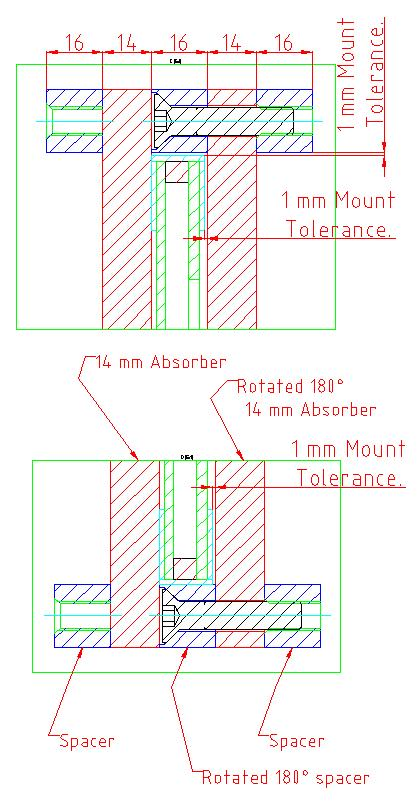 16 14 16 14 16
1 mm Mount
Tolerance.
1 mm Mount
Tolerance.
14 mm Absorber
Rotated 180°
14 mm Absorber
1 mm Mount
Tolerance.
Spacer
Spacer
Rotated 180° spacer